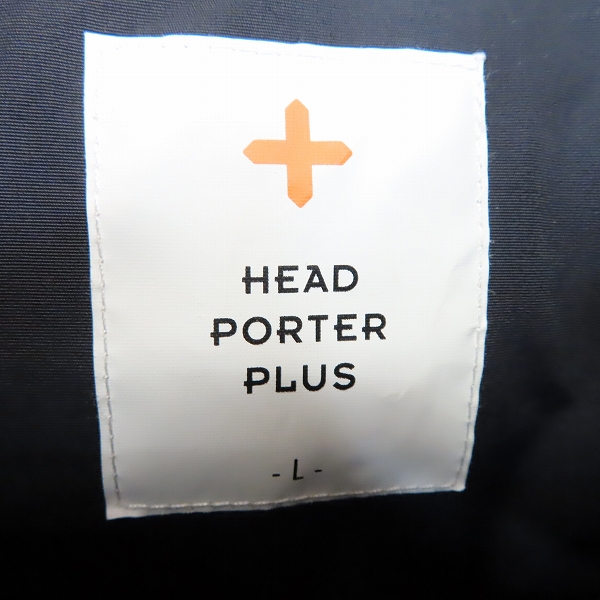 HEAD
PORTER
PLUS
- L -